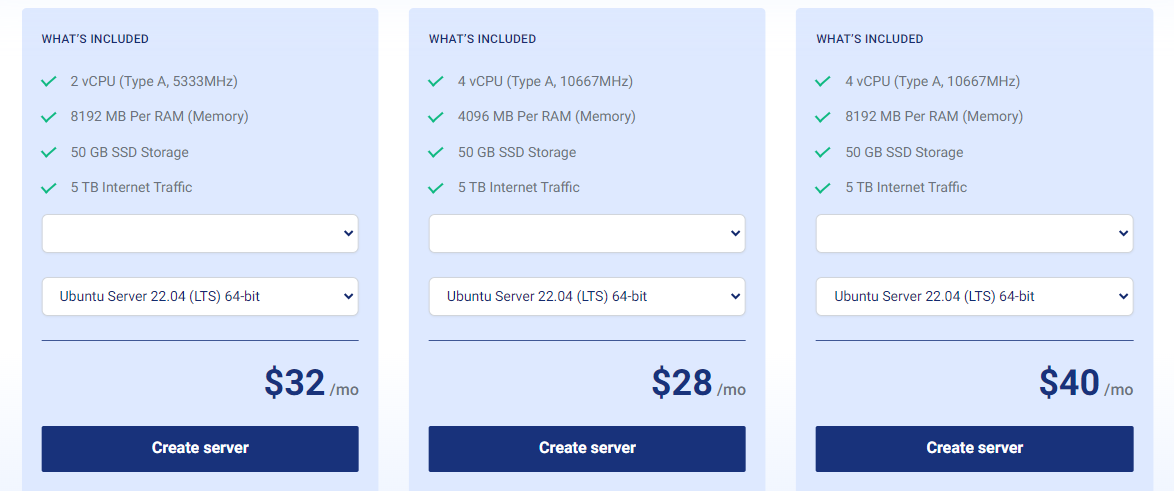 WHAT'S INCLUDED
2 vCPU (Type A, 5333MHz)
8192 MB Per RAM (Memory)
50 GB SSD Storage
5 TB Internet Traffic
Ubuntu Server 22.04 (LTS) 64-bit
$32 /mo
Create server
WHAT'S INCLUDED
4 vCPU (Type A, 10667MHz)
4096 MB Per RAM (Memory)
50 GB SSD Storage
5 TB Internet Traffic
Ubuntu Server 22.04 (LTS) 64-bit
$28 /mo
Create server
WHAT'S INCLUDED
4 vCPU (Type A, 10667MHz)
8192 MB Per RAM (Memory)
50 GB SSD Storage
5 TB Internet Traffic
Ubuntu Server 22.04 (LTS) 64-bit
$40 /mo
Create server